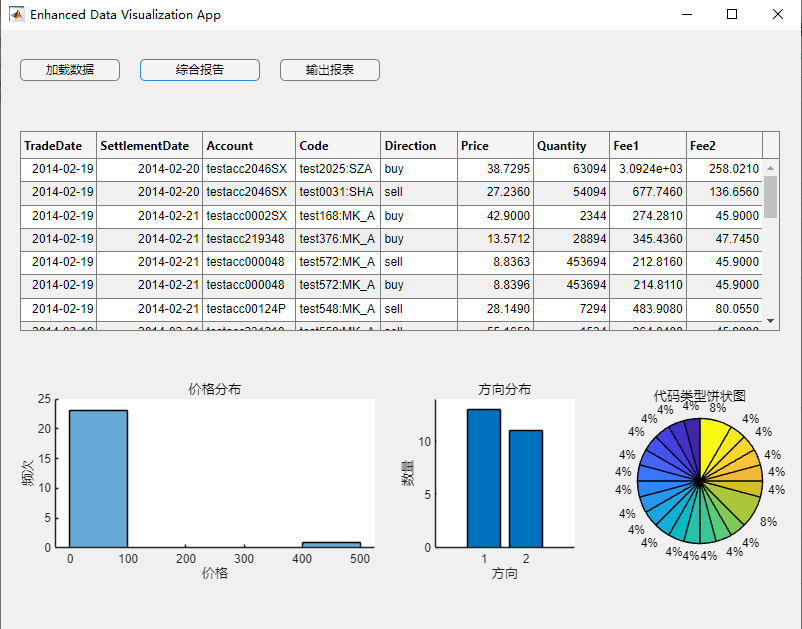 Enhanced Data Visualization App
加载数据 综合报告 输出报表
TradeDate SettlementDate Account Code Direction Price Quantity Fee1 Fee2
2014-02-19 2014-02-20 testacc2046SX test2025:SZA buy 38.7295 63094 3.0924e+03 258.0210
2014-02-19 2014-02-20 testacc2046SX test0031:SHA sell 27.2360 54094 677.7460 136.6560
2014-02-19 2014-02-21 testacc0002SX test168:MK_A buy 42.9000 2344 274.2810 45.9000
2014-02-19 2014-02-21 testacc219348 test376:MK_A buy 13.5712 28894 345.4360 47.7450
2014-02-19 2014-02-21 testacc000048 test572:MK_A sell 8.8363 453694 212.8160 45.9000
2014-02-19 2014-02-21 testacc000048 test572:MK_A buy 8.8396 453694 214.8110 45.9000
2014-02-19 2014-02-21 testacc00124P test548:MK_A sell 28.1490 7294 483.9080 80.0550
价格分布
25
20
15
10
5
0
频次
0 100 200 300 400 500
价格
方向分布
10
5
0
数量
1 2
方向
代码类型饼状图
4% 4% 8%
4% 4%
4% 4%
4% 4%
4% 4%
4% 4%
4% 8%
4% 4%
4% 4% 4% 4%